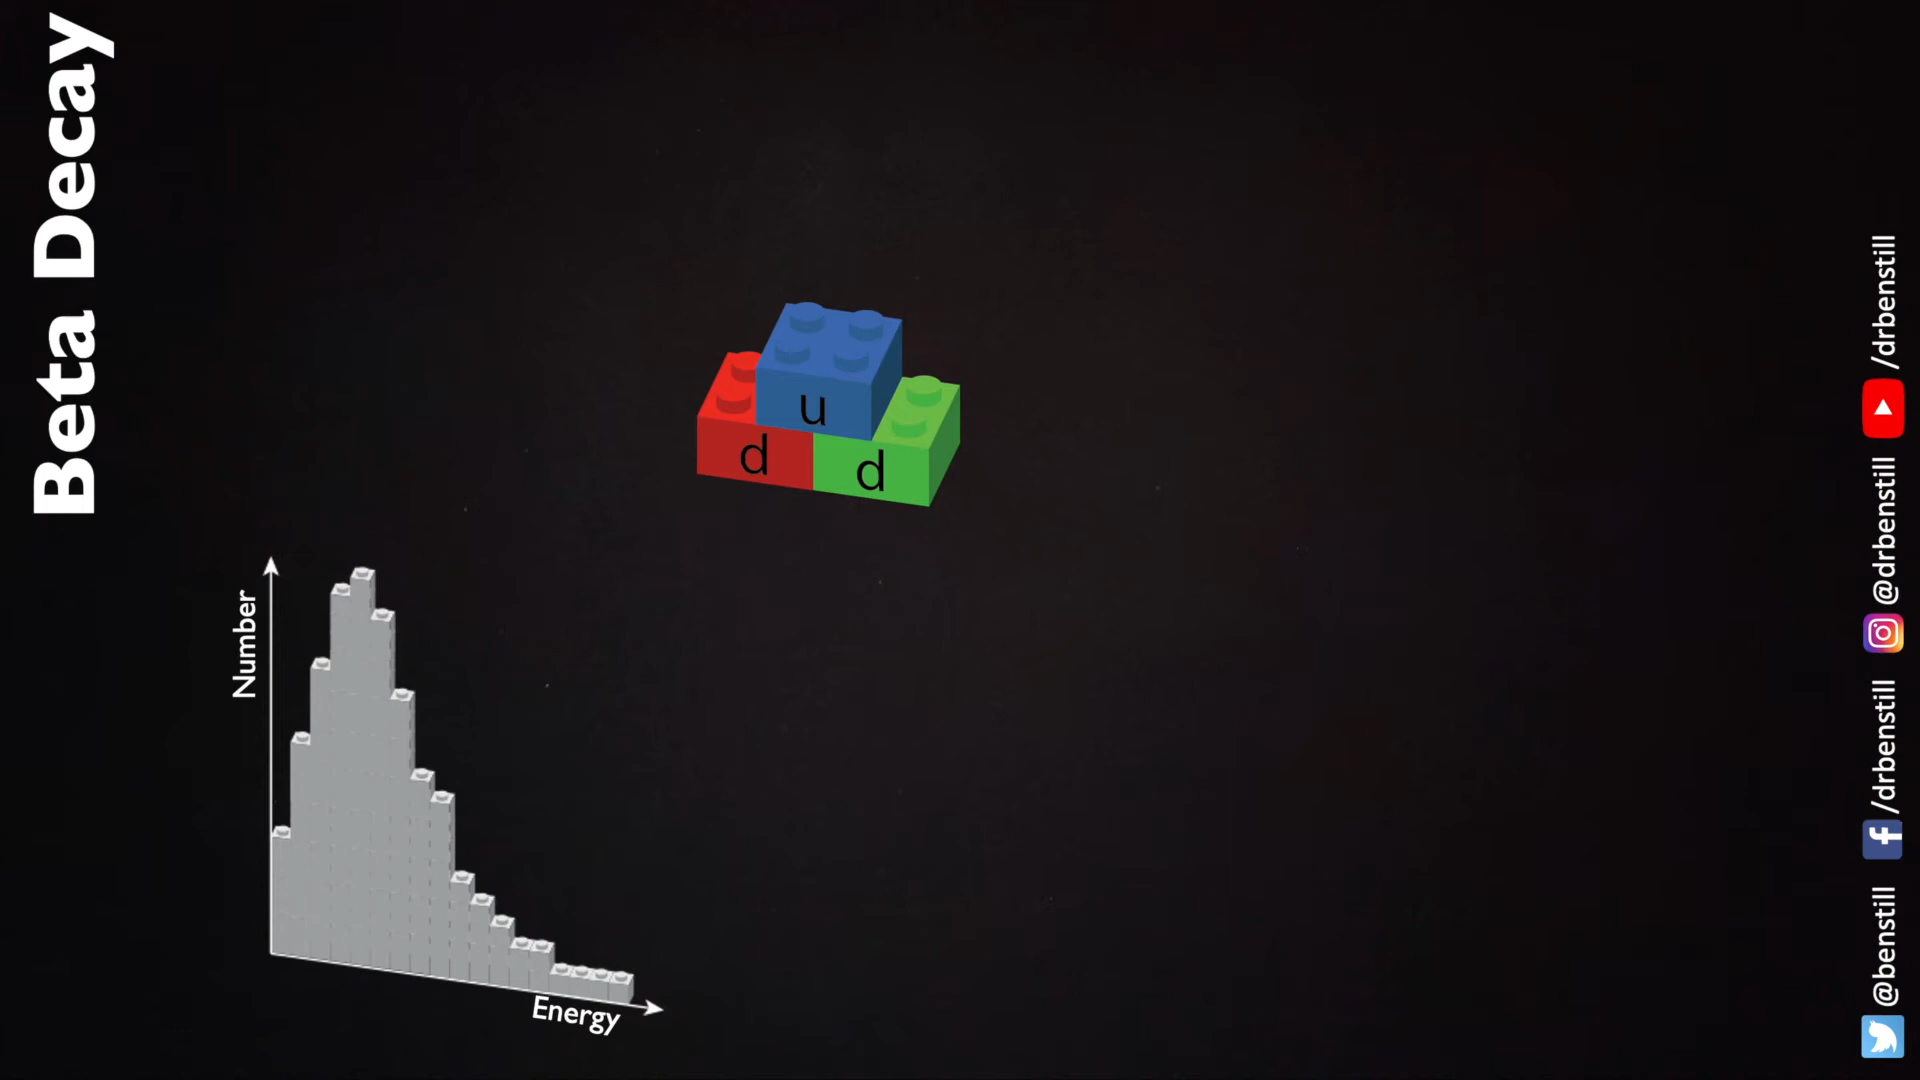 Beta Decay
u
d
d
Number
Energy
/drbenstill
@drbenstill
/drbenstill
@benstill